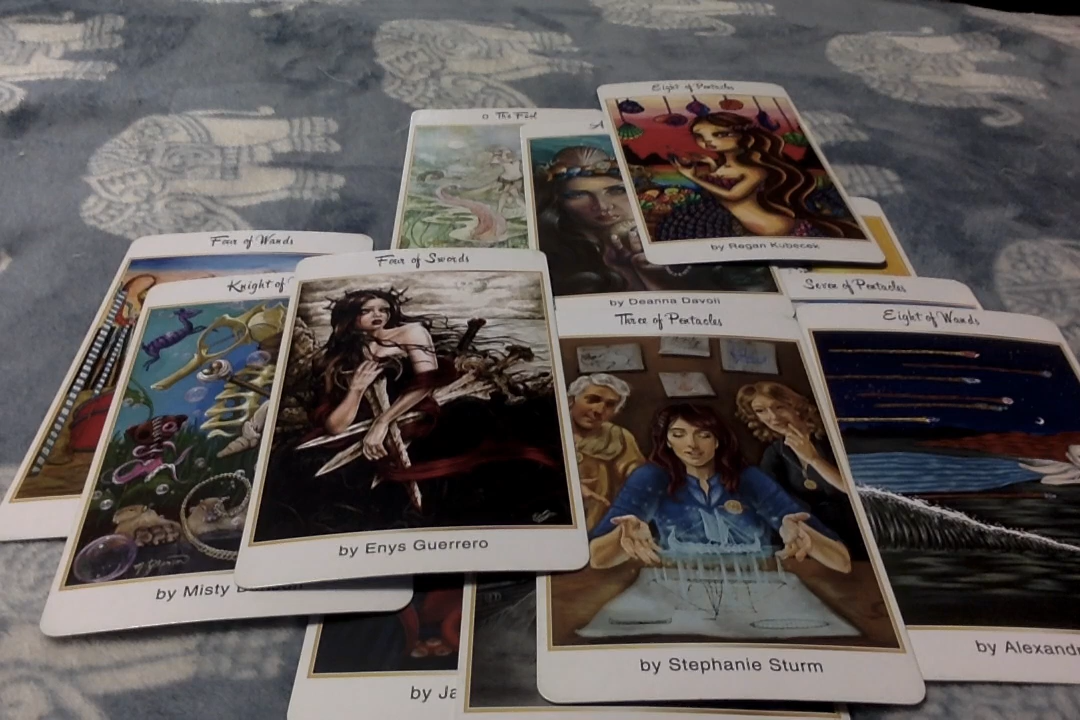 Eight of Pentacles
by Regan Kubecek
0 The Fool
by Deanna Davoli
Four of Wands
Knight of
by Misty
Four of Swords
by Enys Guerrero
Three of Pentacles
by Stephanie Sturm
Seven of Pentacles
Eight of Wands
by
by